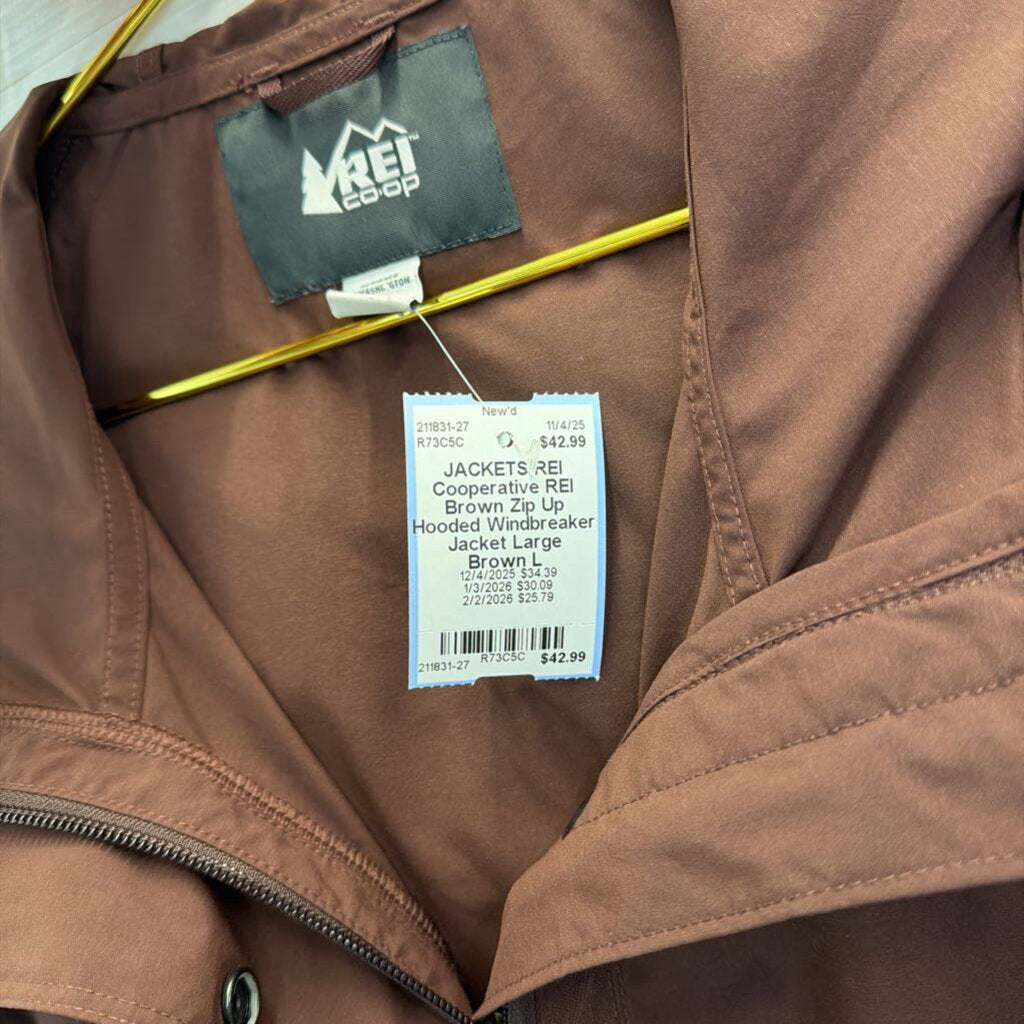 REI™
CO·OP
DESIGNED
New'd
211831-27 11/4/25
R73C5C $42.99
JACKETS REI
Cooperative REI
Brown Zip Up
Hooded Windbreaker
Jacket Large
Brown L
12/4/2025 $34.39
1/3/2026 $30.09
2/2/2026 $25.79
211831-27 R73C5C $42.99